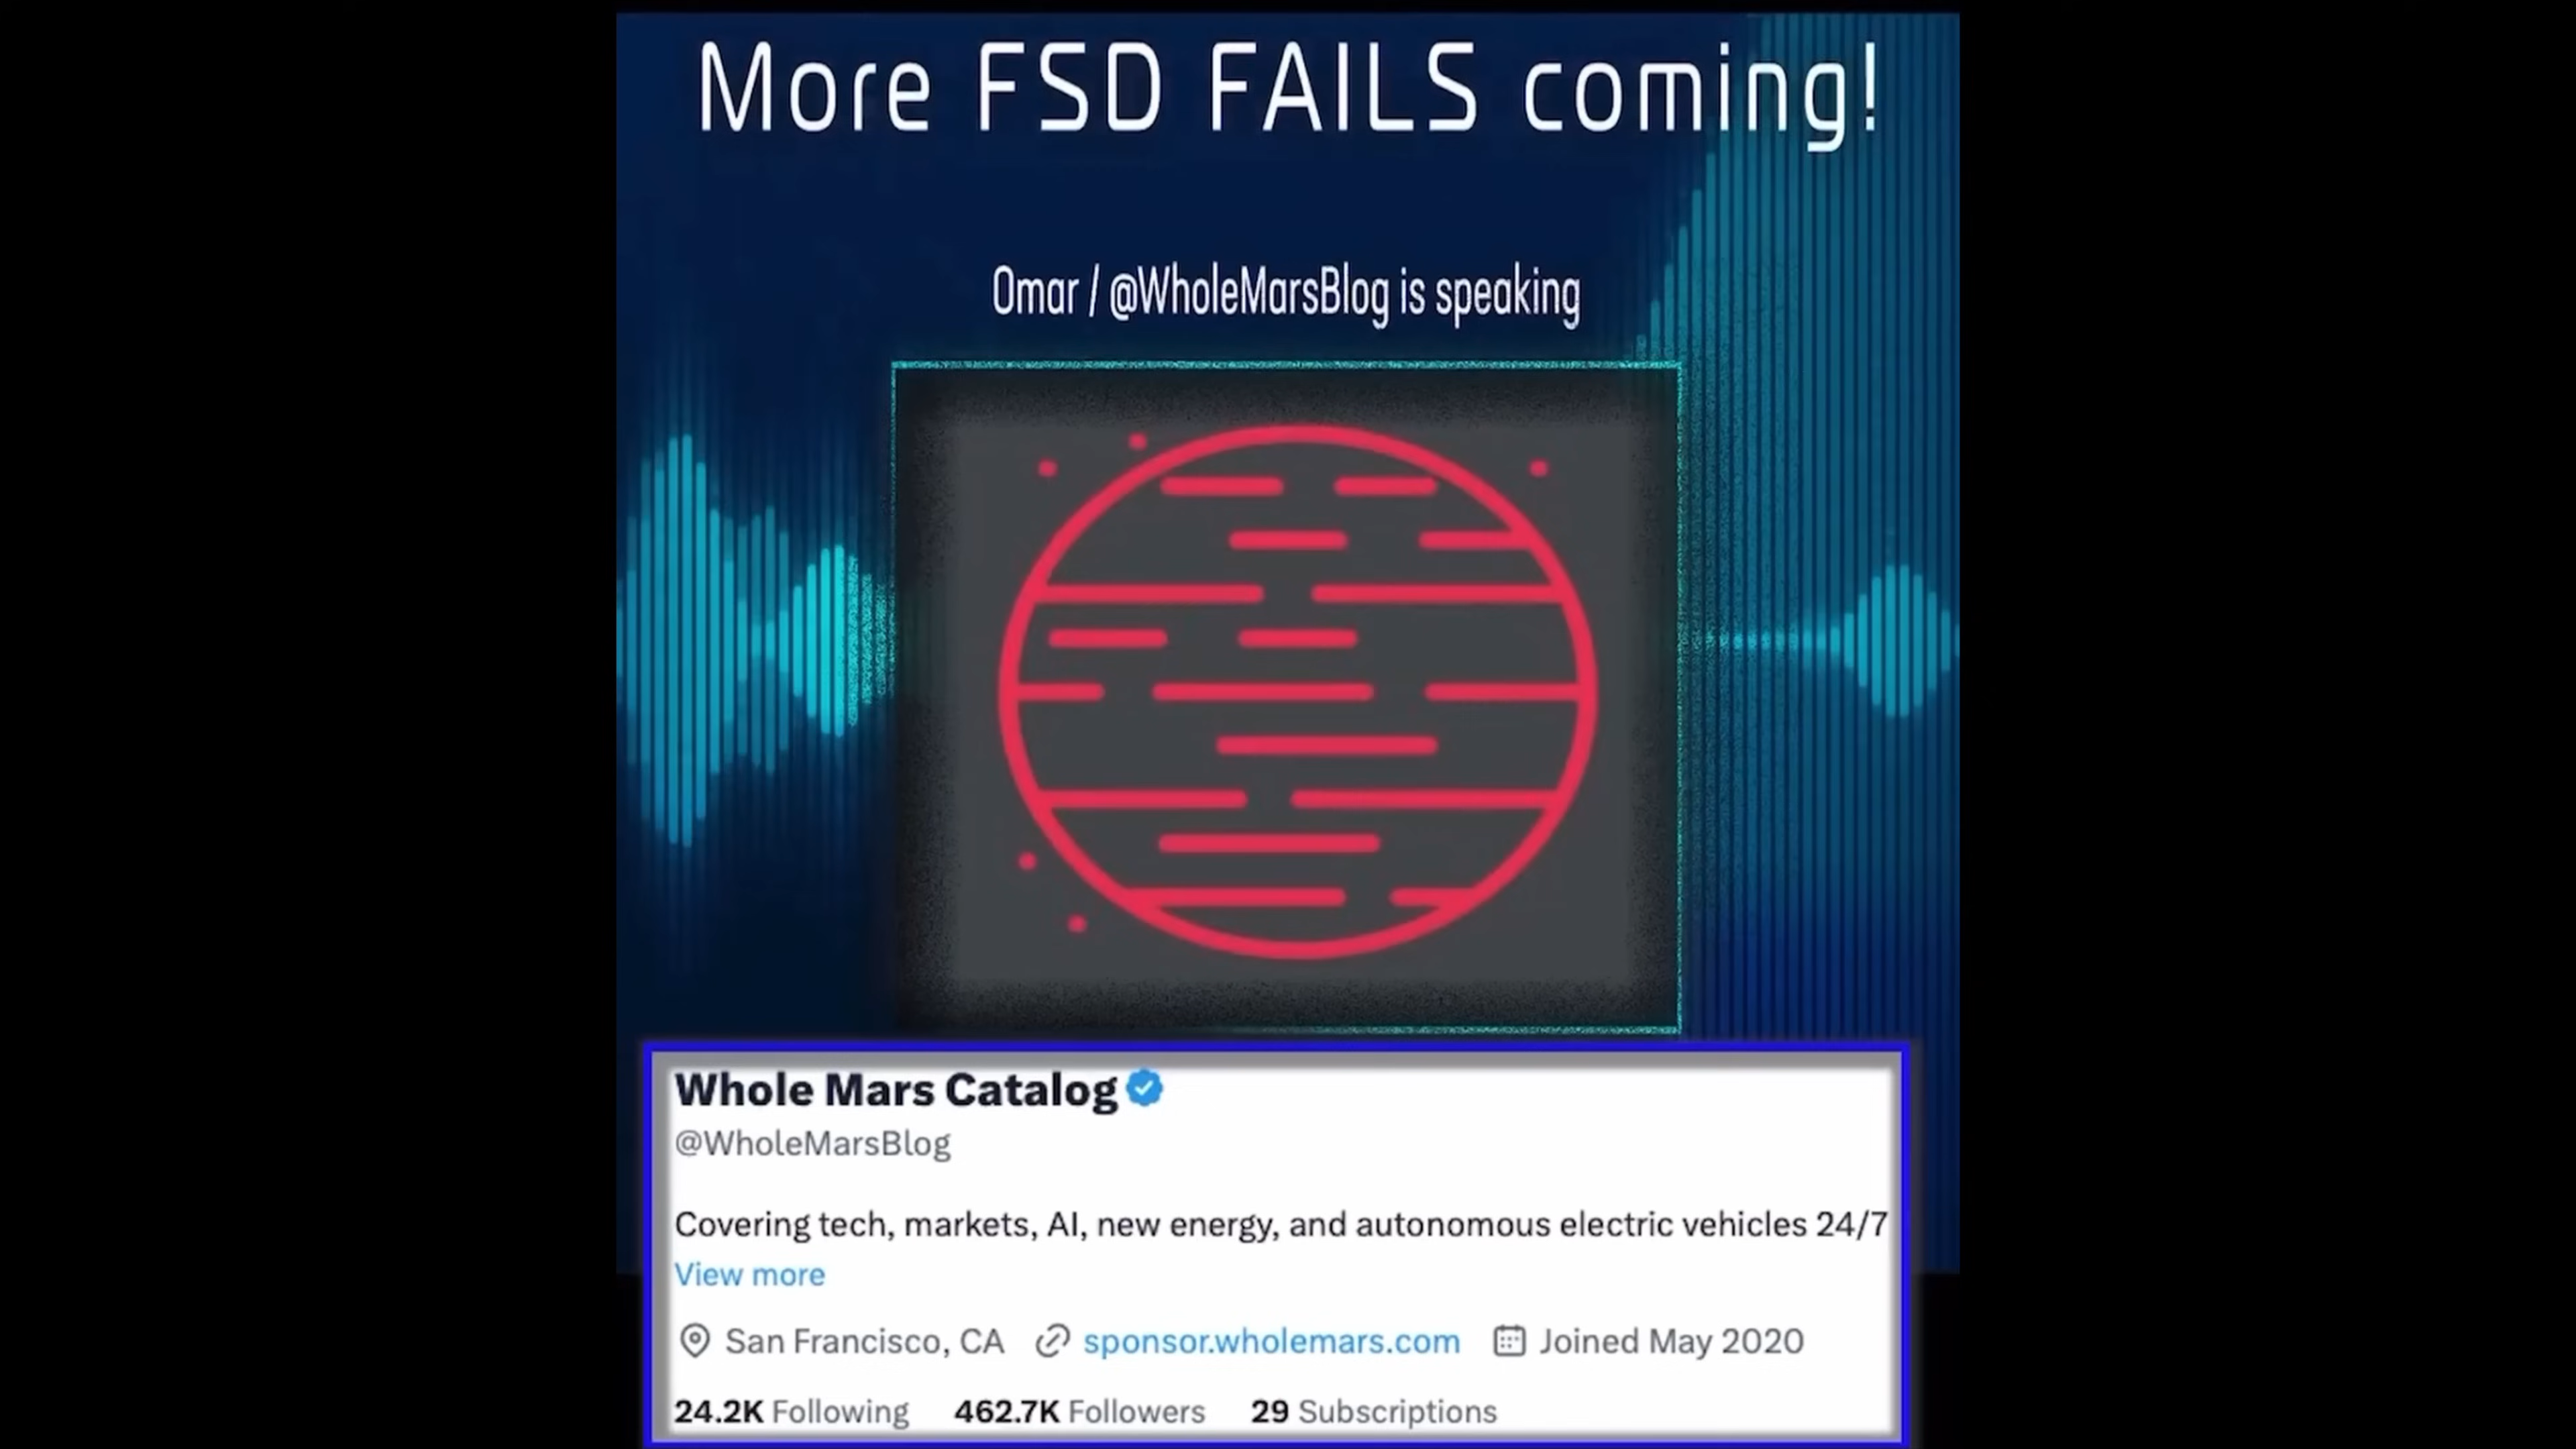 More FSD FAILS coming!
Omar / @WholeMarsBlog is speaking
Whole Mars Catalog
@WholeMarsBlog
Covering tech, markets, AI, new energy, and autonomous electric vehicles 24/7
View more
San Francisco, CA sponsor.wholemars.com Joined May 2020
24.2K Following 462.7K Followers 29 Subscriptions